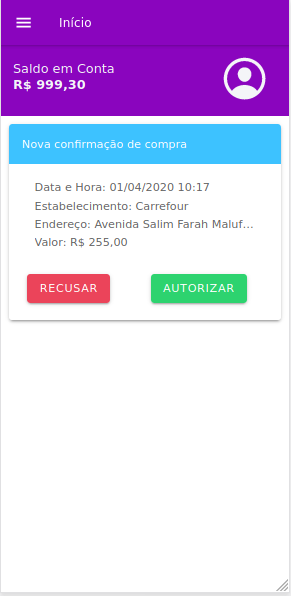 Início
Saldo em Conta
R$ 999,30
Nova confirmação de compra
Data e Hora: 01/04/2020 10:17
Estabelecimento: Carrefour
Endereço: Avenida Salim Farah Maluf...
Valor: R$ 255,00
RECUSAR AUTORIZAR